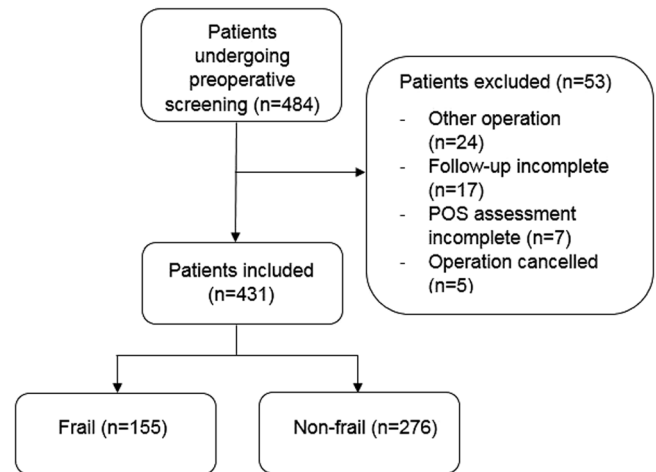 Patients
undergoing
preoperative
screening (n=484)
Patients excluded (n=53)
- Other operation
(n=24)
- Follow-up incomplete
(n=17)
- POS assessment
incomplete (n=7)
- Operation cancelled
(n=5)
Patients included
(n=431)
Frail (n=155)
Non-frail (n=276)